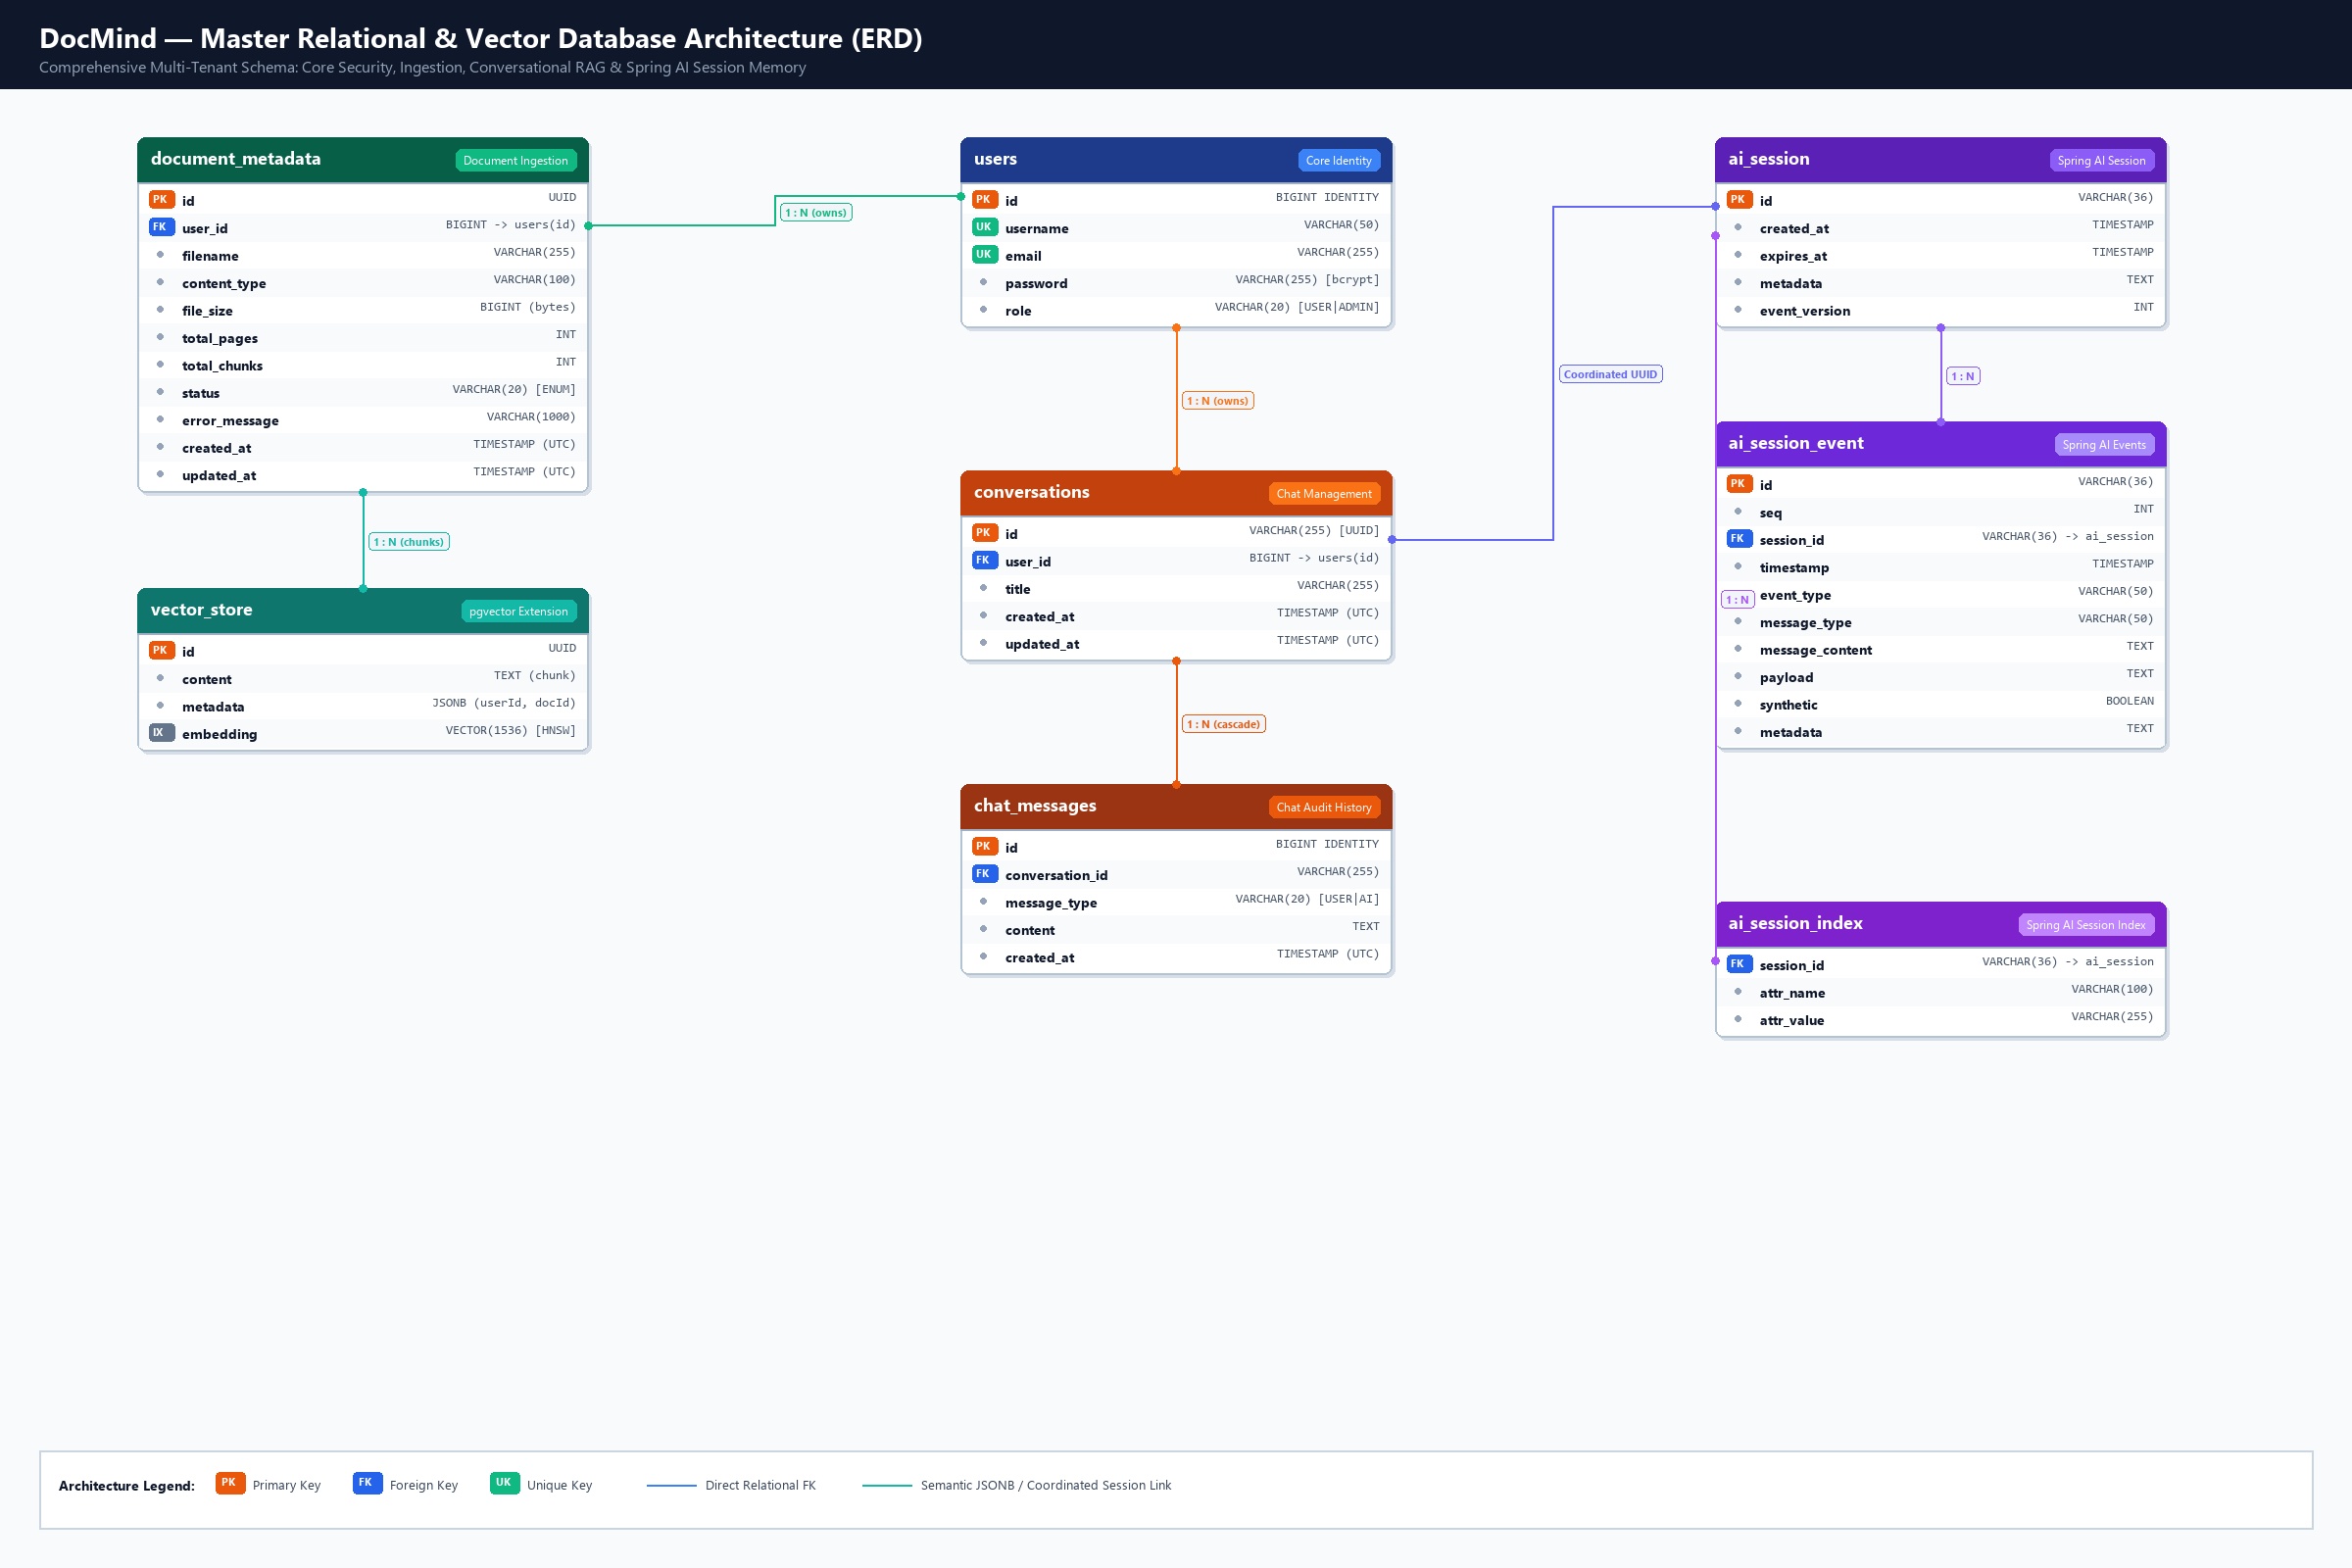 DocMind — Master Relational & Vector Database Architecture (ERD)
Comprehensive Multi-Tenant Schema: Core Security, Ingestion, Conversational RAG & Spring AI Session Memory
document_metadata Document Ingestion
PK id UUID
FK user_id BIGINT -> users(id)
filename VARCHAR(255)
content_type VARCHAR(100)
file_size BIGINT (bytes)
total_pages INT
total_chunks INT
status VARCHAR(20) [ENUM]
error_message VARCHAR(1000)
created_at TIMESTAMP (UTC)
updated_at TIMESTAMP (UTC)
1 : N (chunks)
vector_store pgvector Extension
PK id UUID
content TEXT (chunk)
metadata JSONB (userId, docId)
IX embedding VECTOR(1536) [HNSW]
1 : N (owns)
users Core Identity
PK id BIGINT IDENTITY
UK username VARCHAR(50)
UK email VARCHAR(255)
password VARCHAR(255) [bcrypt]
role VARCHAR(20) [USER|ADMIN]
1 : N (owns)
conversations Chat Management
PK id VARCHAR(255) [UUID]
FK user_id BIGINT -> users(id)
title VARCHAR(255)
created_at TIMESTAMP (UTC)
updated_at TIMESTAMP (UTC)
1 : N (cascade)
chat_messages Chat Audit History
PK id BIGINT IDENTITY
FK conversation_id VARCHAR(255)
message_type VARCHAR(20) [USER|AI]
content TEXT
created_at TIMESTAMP (UTC)
Coordinated UUID
ai_session Spring AI Session
PK id VARCHAR(36)
created_at TIMESTAMP
expires_at TIMESTAMP
metadata TEXT
event_version INT
1 : N
ai_session_event Spring AI Events
PK id VARCHAR(36)
seq INT
FK session_id VARCHAR(36) -> ai_session
timestamp TIMESTAMP
1 : N event_type VARCHAR(50)
message_type VARCHAR(50)
message_content TEXT
payload TEXT
synthetic BOOLEAN
metadata TEXT
ai_session_index Spring AI Session Index
FK session_id VARCHAR(36) -> ai_session
attr_name VARCHAR(100)
attr_value VARCHAR(255)
Architecture Legend: PK Primary Key FK Foreign Key UK Unique Key Direct Relational FK Semantic JSONB / Coordinated Session Link